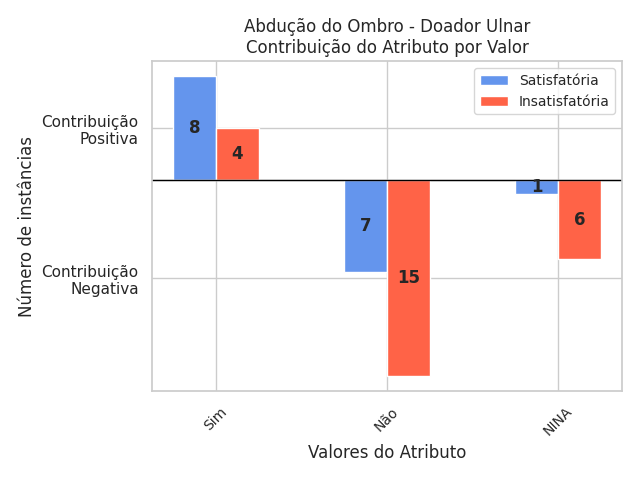 Abdução do Ombro - Doador Ulnar
Contribuição do Atributo por Valor
Satisfatória
Insatisfatória
Contribuição
Positiva
Contribuição
Negativa
Número de instâncias
8
4
7
15
1
6
Sim
Não
NINA
Valores do Atributo